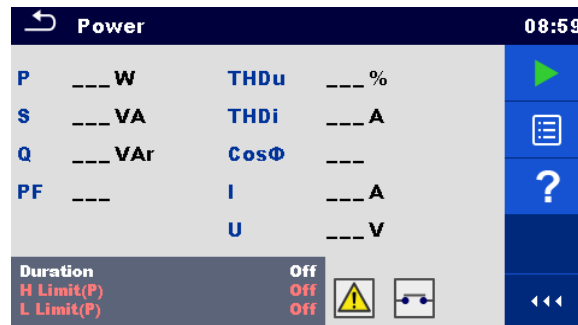 Power 08:59
P ___W THDu ___%
S ___VA THDi ___A
Q ___VAr CosΦ ___
PF ___ I ___A
U ___V
?
Duration Off
H Limit(P) Off
L Limit(P) Off